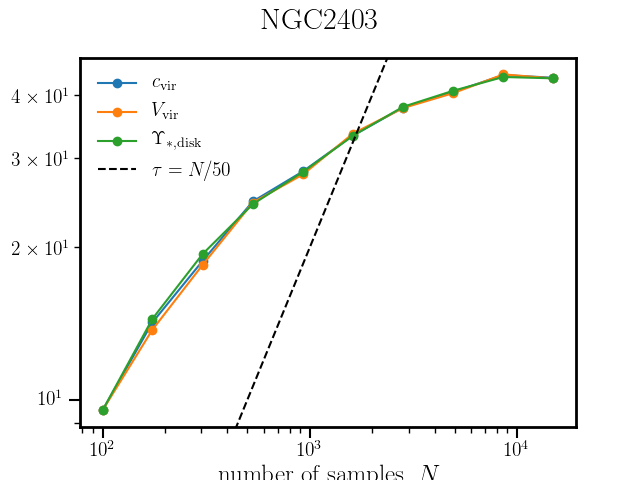 NGC2403
c_vir
V_vir
Υ_*,disk
τ = N/50
4 × 10^1
3 × 10^1
2 × 10^1
10^1
10^2 10^3 10^4
number of samples, N